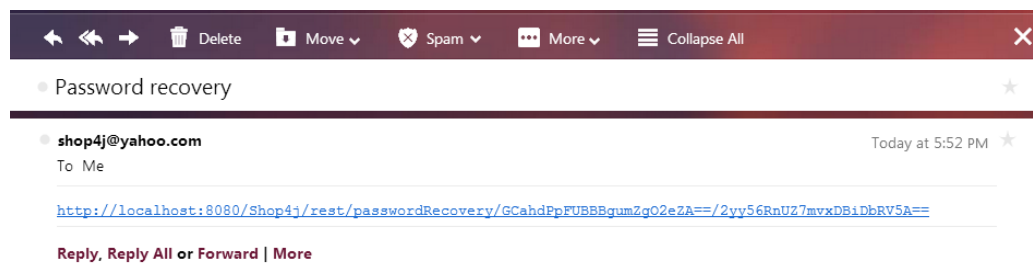 Delete Move Spam More Collapse All
Password recovery
shop4j@yahoo.com Today at 5:52 PM
To Me
http://localhost:8080/Shop4j/rest/passwordRecovery/GCahdPpFUBBBgumZgO2eZA==/2yy56RnUZ7mvxDBiDbRV5A==
Reply, Reply All or Forward | More